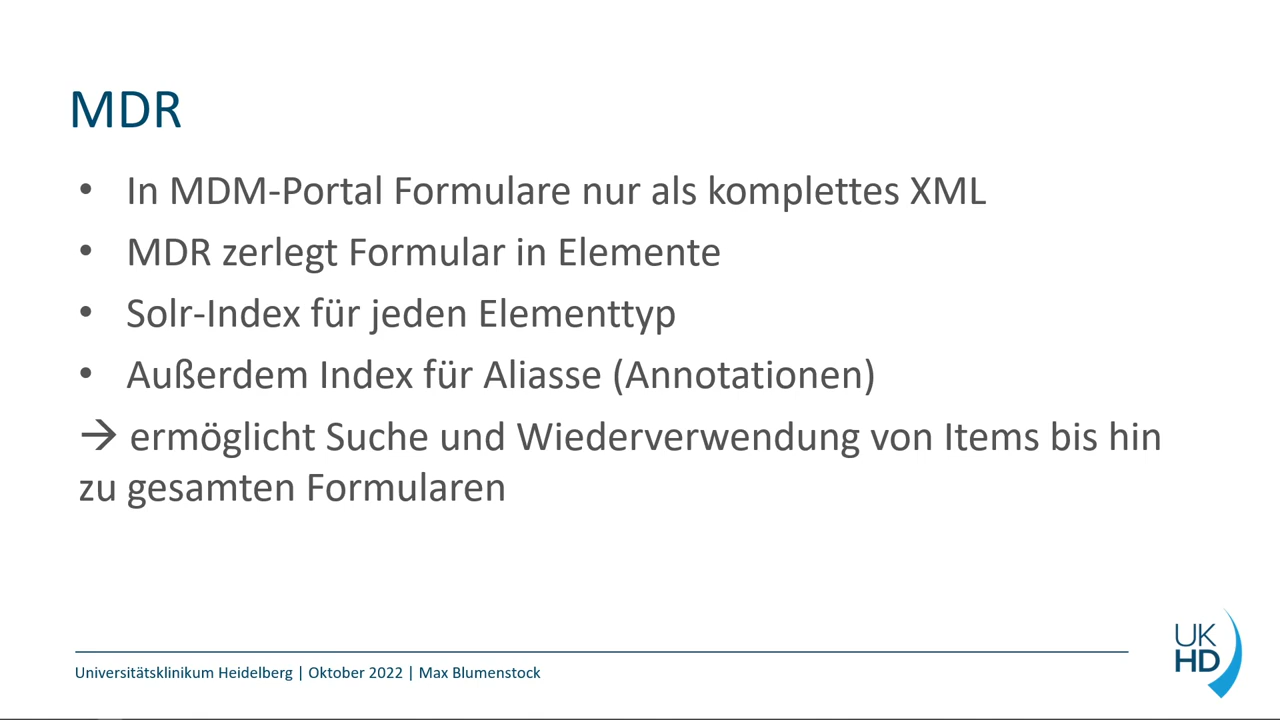 MDR
• In MDM-Portal Formulare nur als komplettes XML
• MDR zerlegt Formular in Elemente
• Solr-Index für jeden Elementtyp
• Außerdem Index für Aliasse (Annotationen)
→ ermöglicht Suche und Wiederverwendung von Items bis hin
zu gesamten Formularen
Universitätsklinikum Heidelberg | Oktober 2022 | Max Blumenstock
UK
HD